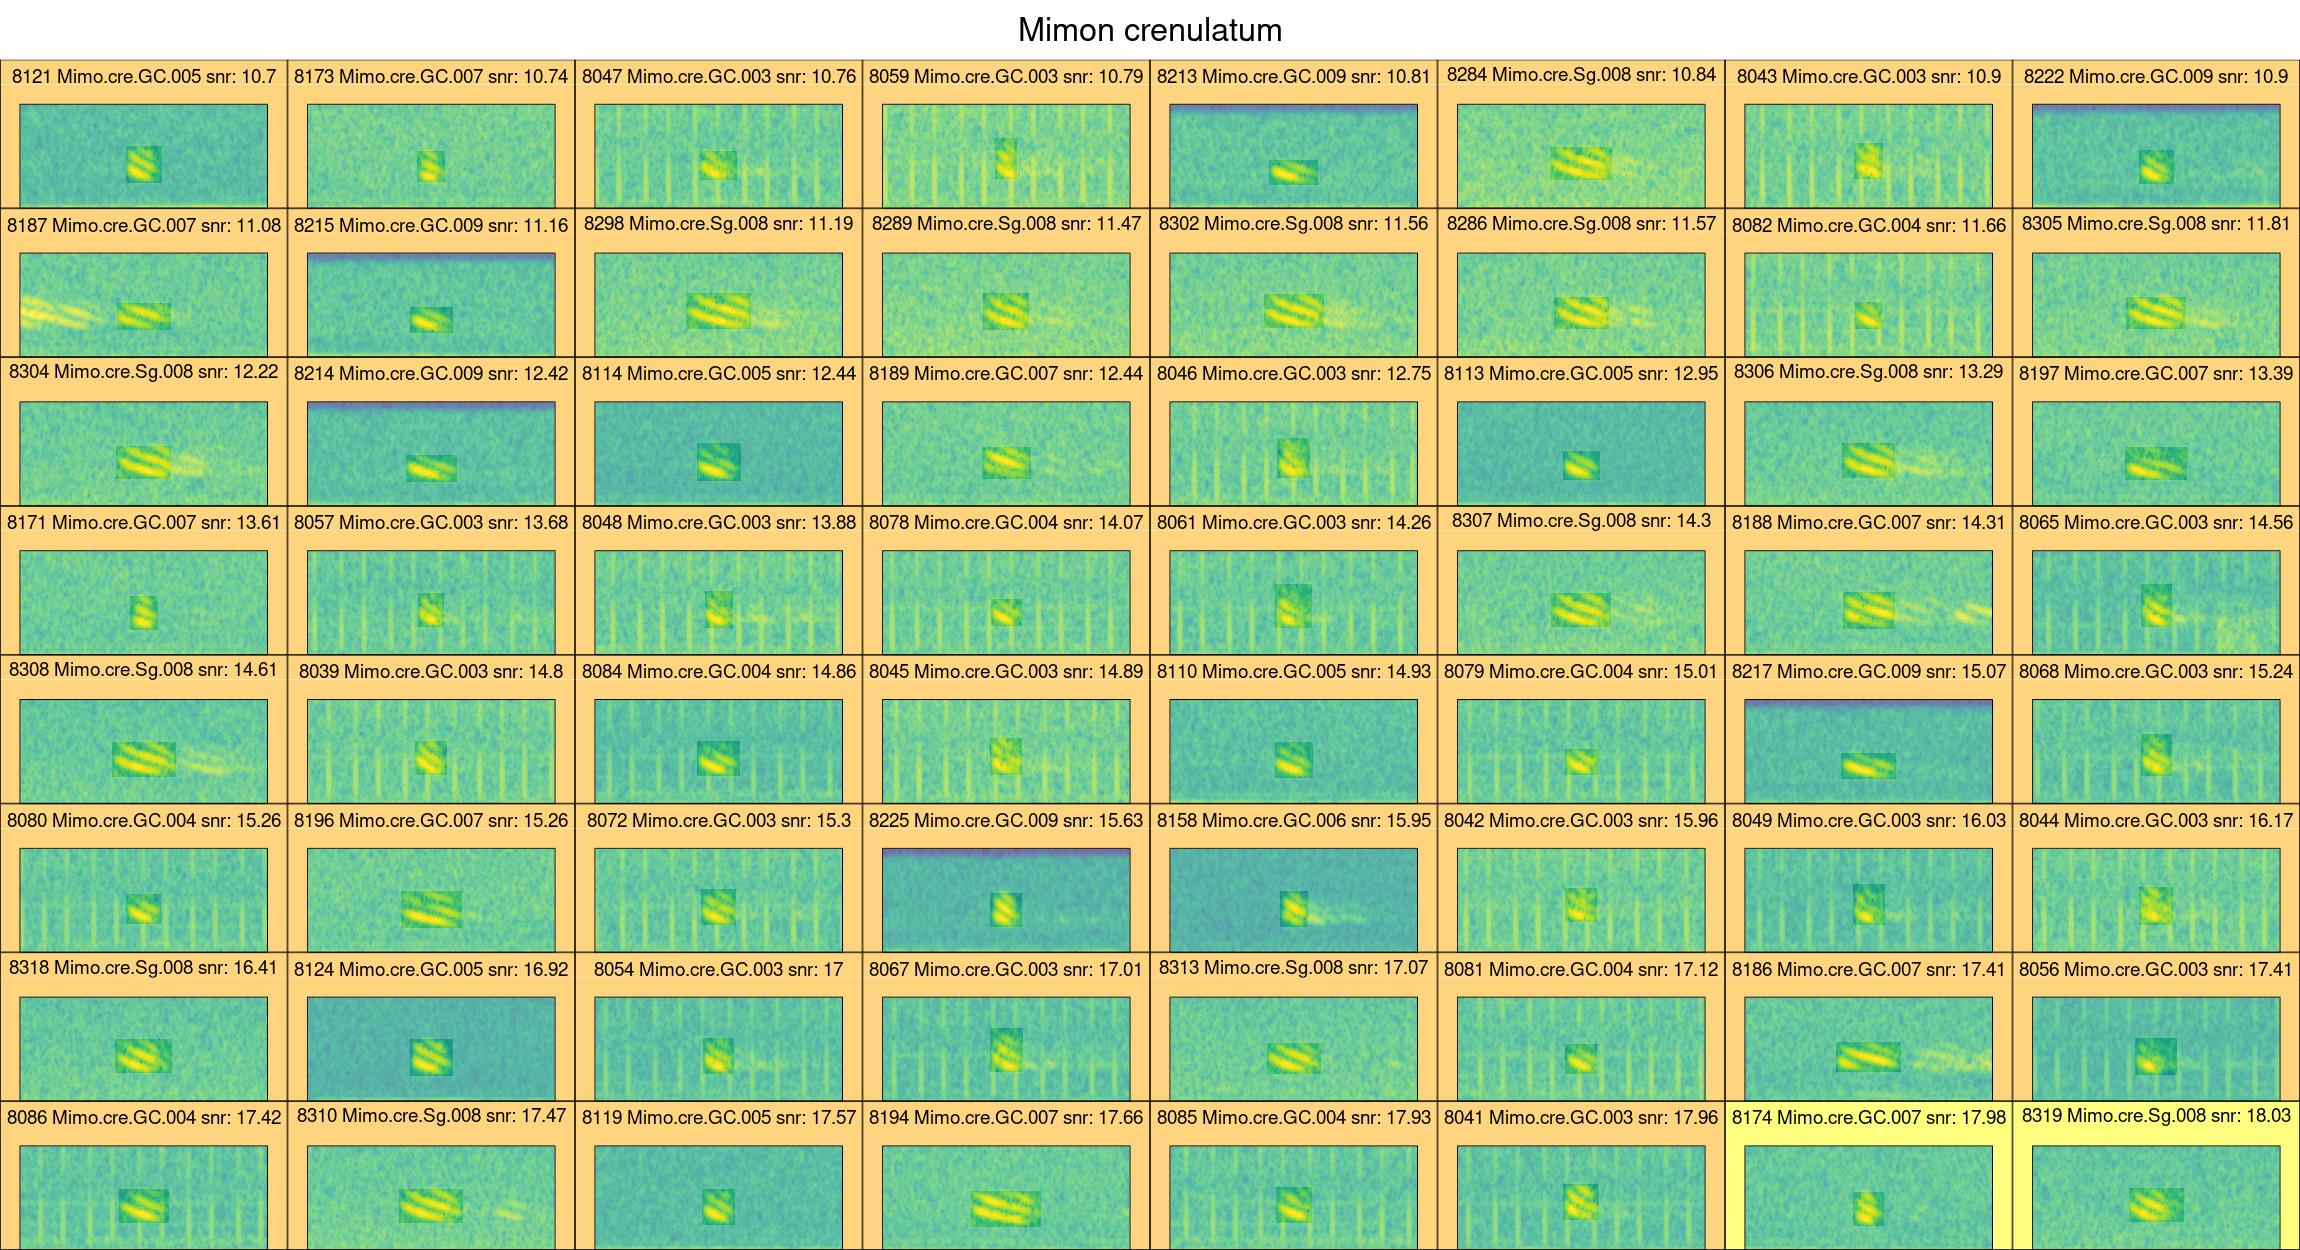 Mimon crenulatum
8121 Mimo.cre.GC.005 snr: 10.7
8173 Mimo.cre.GC.007 snr: 10.74
8047 Mimo.cre.GC.003 snr: 10.76
8059 Mimo.cre.GC.003 snr: 10.79
8213 Mimo.cre.GC.009 snr: 10.81
8284 Mimo.cre.Sg.008 snr: 10.84
8043 Mimo.cre.GC.003 snr: 10.9
8222 Mimo.cre.GC.009 snr: 10.9
8187 Mimo.cre.GC.007 snr: 11.08
8215 Mimo.cre.GC.009 snr: 11.16
8298 Mimo.cre.Sg.008 snr: 11.19
8289 Mimo.cre.Sg.008 snr: 11.47
8302 Mimo.cre.Sg.008 snr: 11.56
8286 Mimo.cre.Sg.008 snr: 11.57
8082 Mimo.cre.GC.004 snr: 11.66
8305 Mimo.cre.Sg.008 snr: 11.81
8304 Mimo.cre.Sg.008 snr: 12.22
8214 Mimo.cre.GC.009 snr: 12.42
8114 Mimo.cre.GC.005 snr: 12.44
8189 Mimo.cre.GC.007 snr: 12.44
8046 Mimo.cre.GC.003 snr: 12.75
8113 Mimo.cre.GC.005 snr: 12.95
8306 Mimo.cre.Sg.008 snr: 13.29
8197 Mimo.cre.GC.007 snr: 13.39
8171 Mimo.cre.GC.007 snr: 13.61
8057 Mimo.cre.GC.003 snr: 13.68
8048 Mimo.cre.GC.003 snr: 13.88
8078 Mimo.cre.GC.004 snr: 14.07
8061 Mimo.cre.GC.003 snr: 14.26
8307 Mimo.cre.Sg.008 snr: 14.3
8188 Mimo.cre.GC.007 snr: 14.31
8065 Mimo.cre.GC.003 snr: 14.56
8308 Mimo.cre.Sg.008 snr: 14.61
8039 Mimo.cre.GC.003 snr: 14.8
8084 Mimo.cre.GC.004 snr: 14.86
8045 Mimo.cre.GC.003 snr: 14.89
8110 Mimo.cre.GC.005 snr: 14.93
8079 Mimo.cre.GC.004 snr: 15.01
8217 Mimo.cre.GC.009 snr: 15.07
8068 Mimo.cre.GC.003 snr: 15.24
8080 Mimo.cre.GC.004 snr: 15.26
8196 Mimo.cre.GC.007 snr: 15.26
8072 Mimo.cre.GC.003 snr: 15.3
8225 Mimo.cre.GC.009 snr: 15.63
8158 Mimo.cre.GC.006 snr: 15.95
8042 Mimo.cre.GC.003 snr: 15.96
8049 Mimo.cre.GC.003 snr: 16.03
8044 Mimo.cre.GC.003 snr: 16.17
8318 Mimo.cre.Sg.008 snr: 16.41
8124 Mimo.cre.GC.005 snr: 16.92
8054 Mimo.cre.GC.003 snr: 17
8067 Mimo.cre.GC.003 snr: 17.01
8313 Mimo.cre.Sg.008 snr: 17.07
8081 Mimo.cre.GC.004 snr: 17.12
8186 Mimo.cre.GC.007 snr: 17.41
8056 Mimo.cre.GC.003 snr: 17.41
8086 Mimo.cre.GC.004 snr: 17.42
8310 Mimo.cre.Sg.008 snr: 17.47
8119 Mimo.cre.GC.005 snr: 17.57
8194 Mimo.cre.GC.007 snr: 17.66
8085 Mimo.cre.GC.004 snr: 17.93
8041 Mimo.cre.GC.003 snr: 17.96
8174 Mimo.cre.GC.007 snr: 17.98
8319 Mimo.cre.Sg.008 snr: 18.03